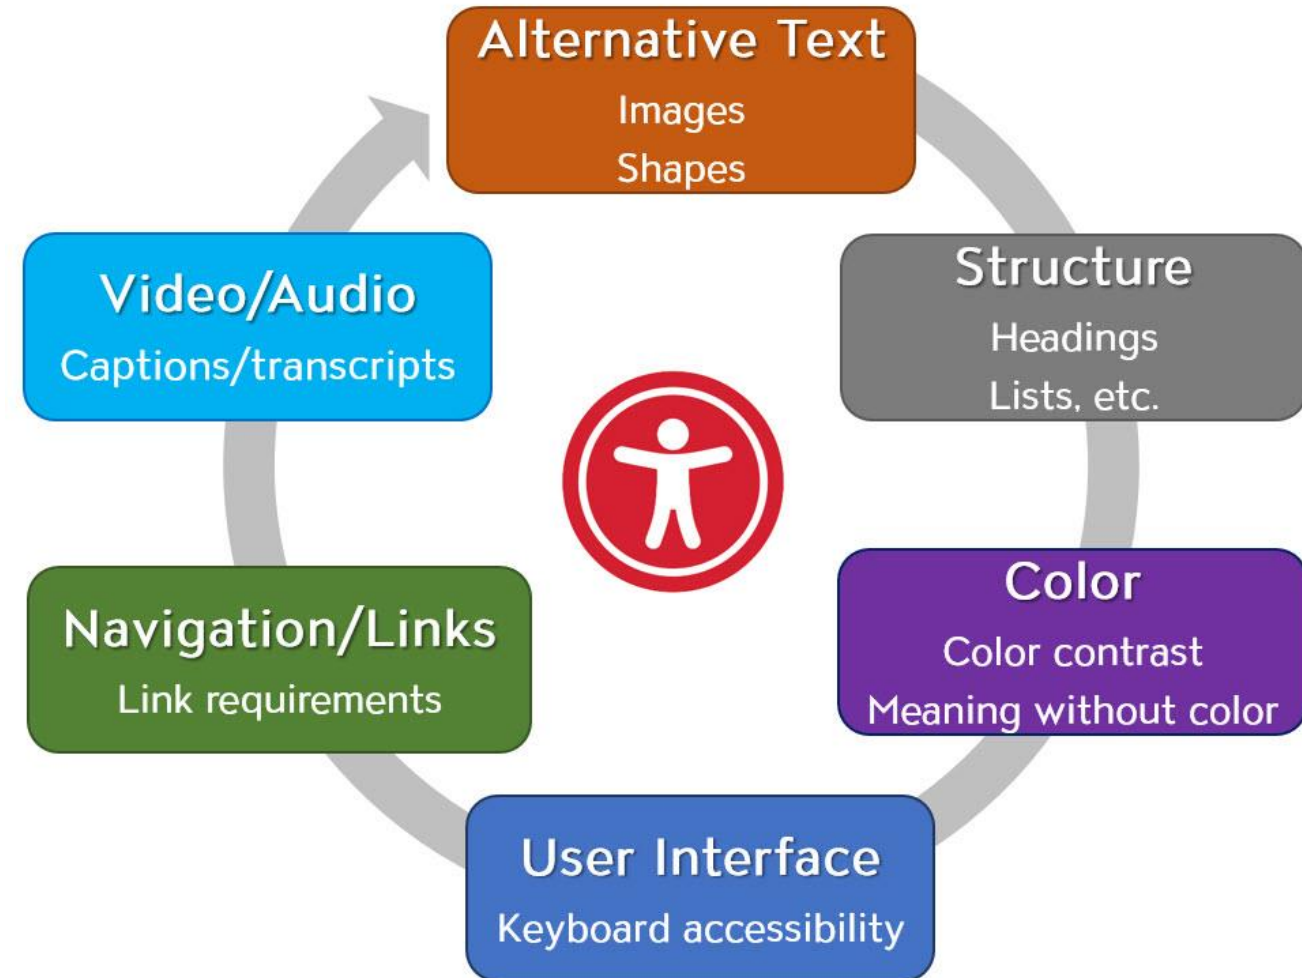 Alternative Text
Images
Shapes
Structure
Headings
Lists, etc.
Color
Color contrast
Meaning without color
User Interface
Keyboard accessibility
Navigation/Links
Link requirements
Video/Audio
Captions/transcripts